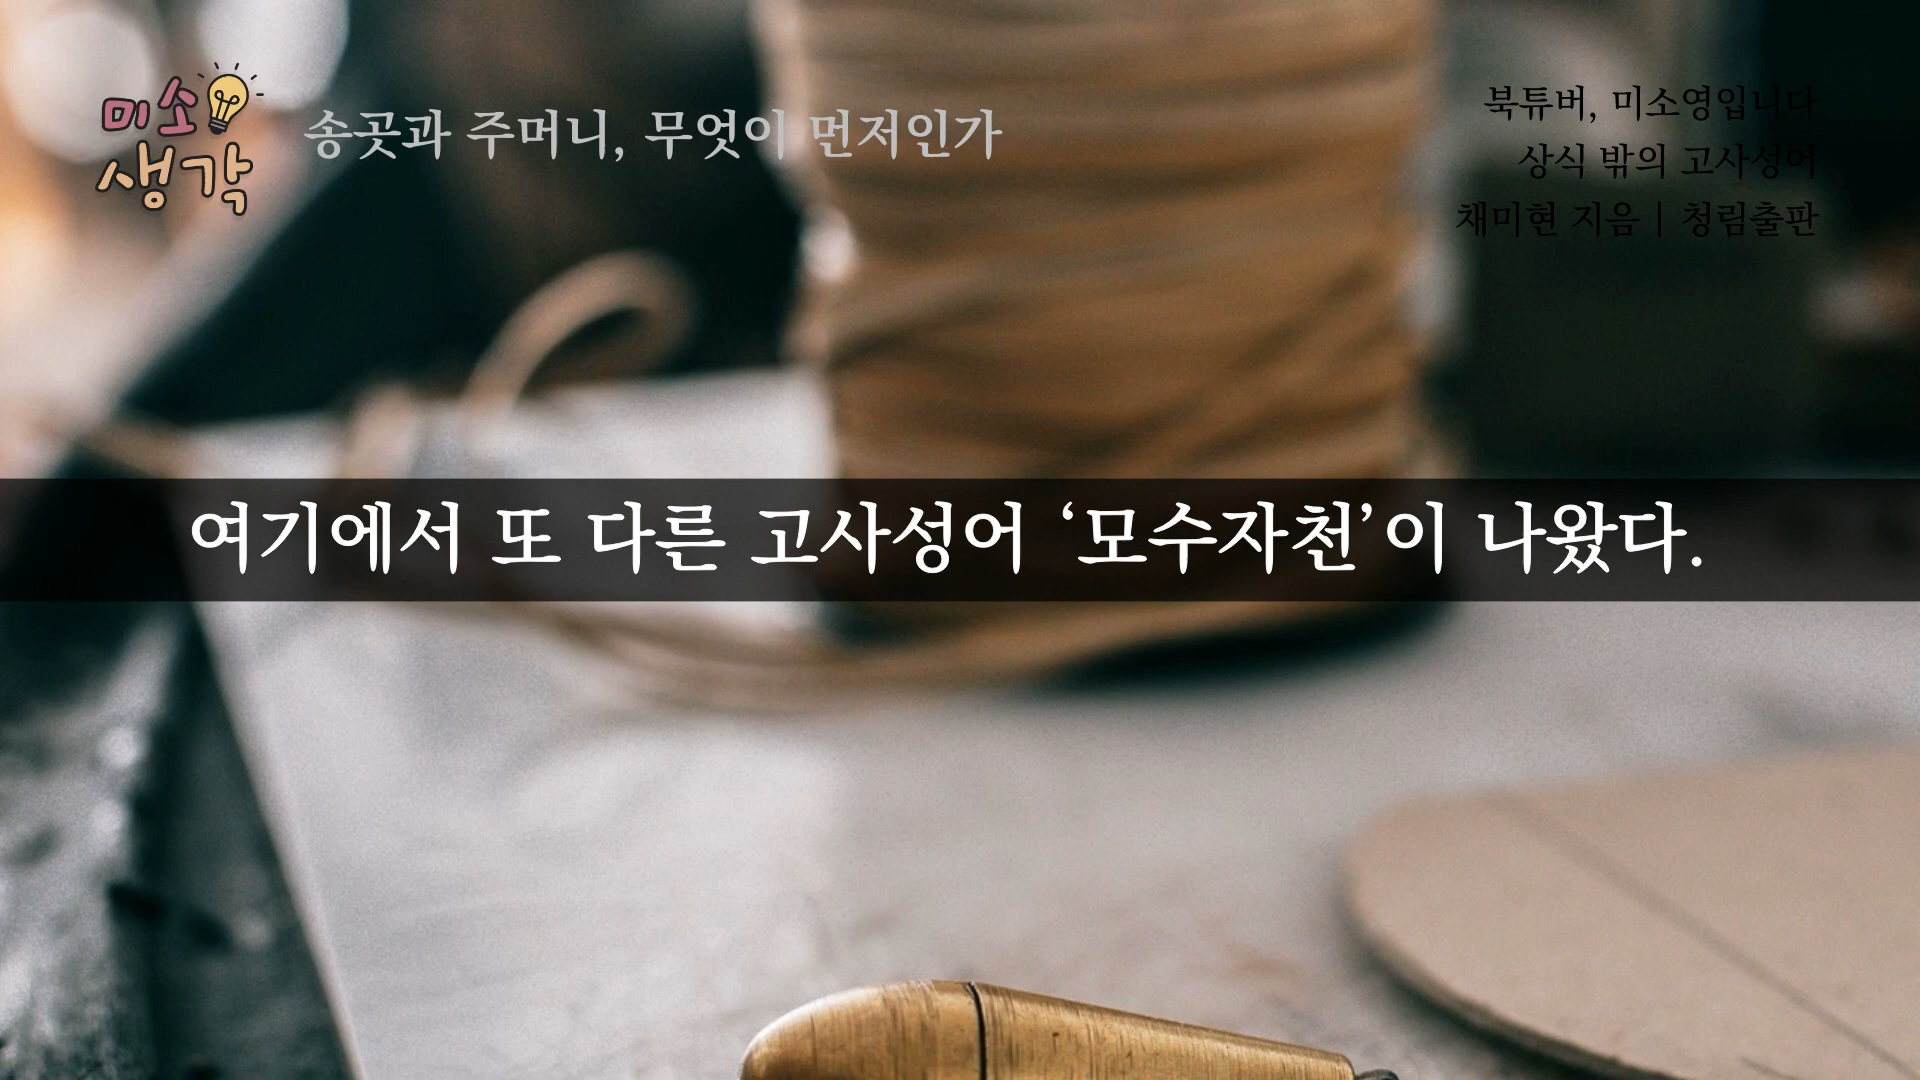 미소
생각
송곳과 주머니, 무엇이 먼저인가
북튜버, 미소영입니다
상식 밖의 고사성어
채미현 지음 | 청림출판
여기에서 또 다른 고사성어 ‘모수자천’이 나왔다.